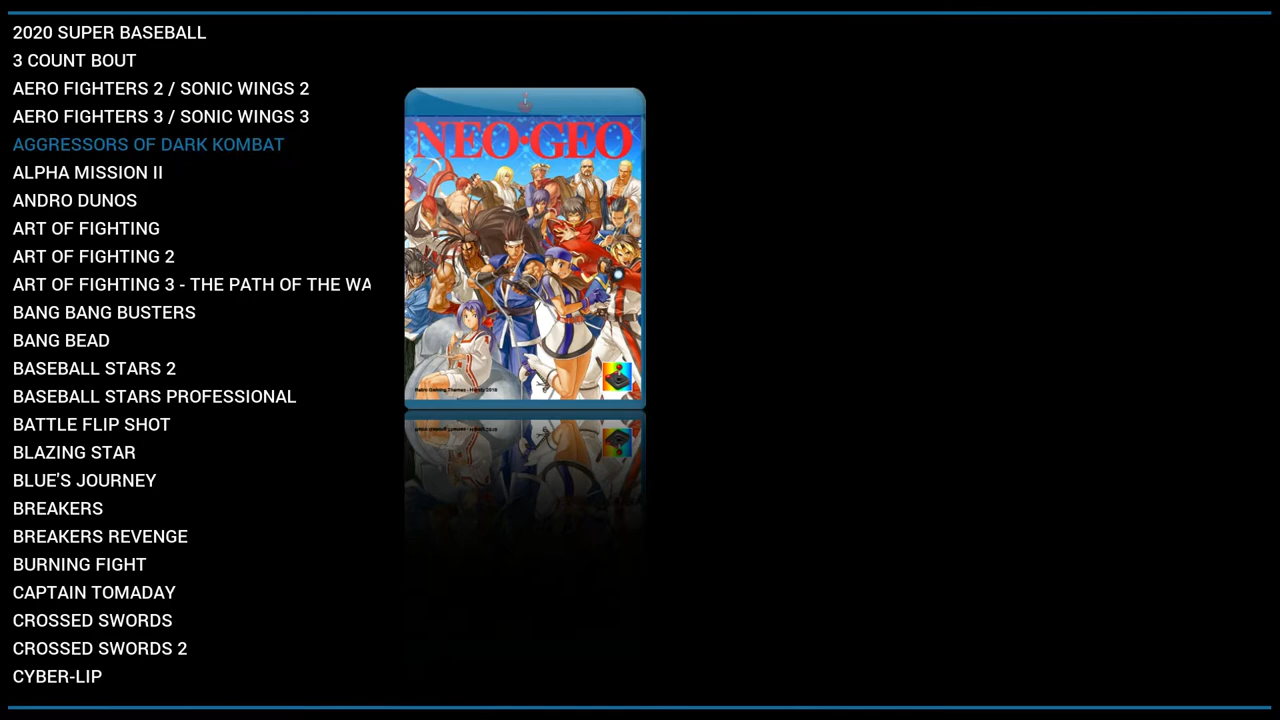 2020 SUPER BASEBALL
3 COUNT BOUT
AERO FIGHTERS 2 / SONIC WINGS 2
AERO FIGHTERS 3 / SONIC WINGS 3
AGGRESSORS OF DARK KOMBAT
ALPHA MISSION II
ANDRO DUNOS
ART OF FIGHTING
ART OF FIGHTING 2
ART OF FIGHTING 3 - THE PATH OF THE WA
BANG BANG BUSTERS
BANG BEAD
BASEBALL STARS 2
BASEBALL STARS PROFESSIONAL
BATTLE FLIP SHOT
BLAZING STAR
BLUE'S JOURNEY
BREAKERS
BREAKERS REVENGE
BURNING FIGHT
CAPTAIN TOMADAY
CROSSED SWORDS
CROSSED SWORDS 2
CYBER-LIP
NEO•GEO
Retro Gaming Themes -